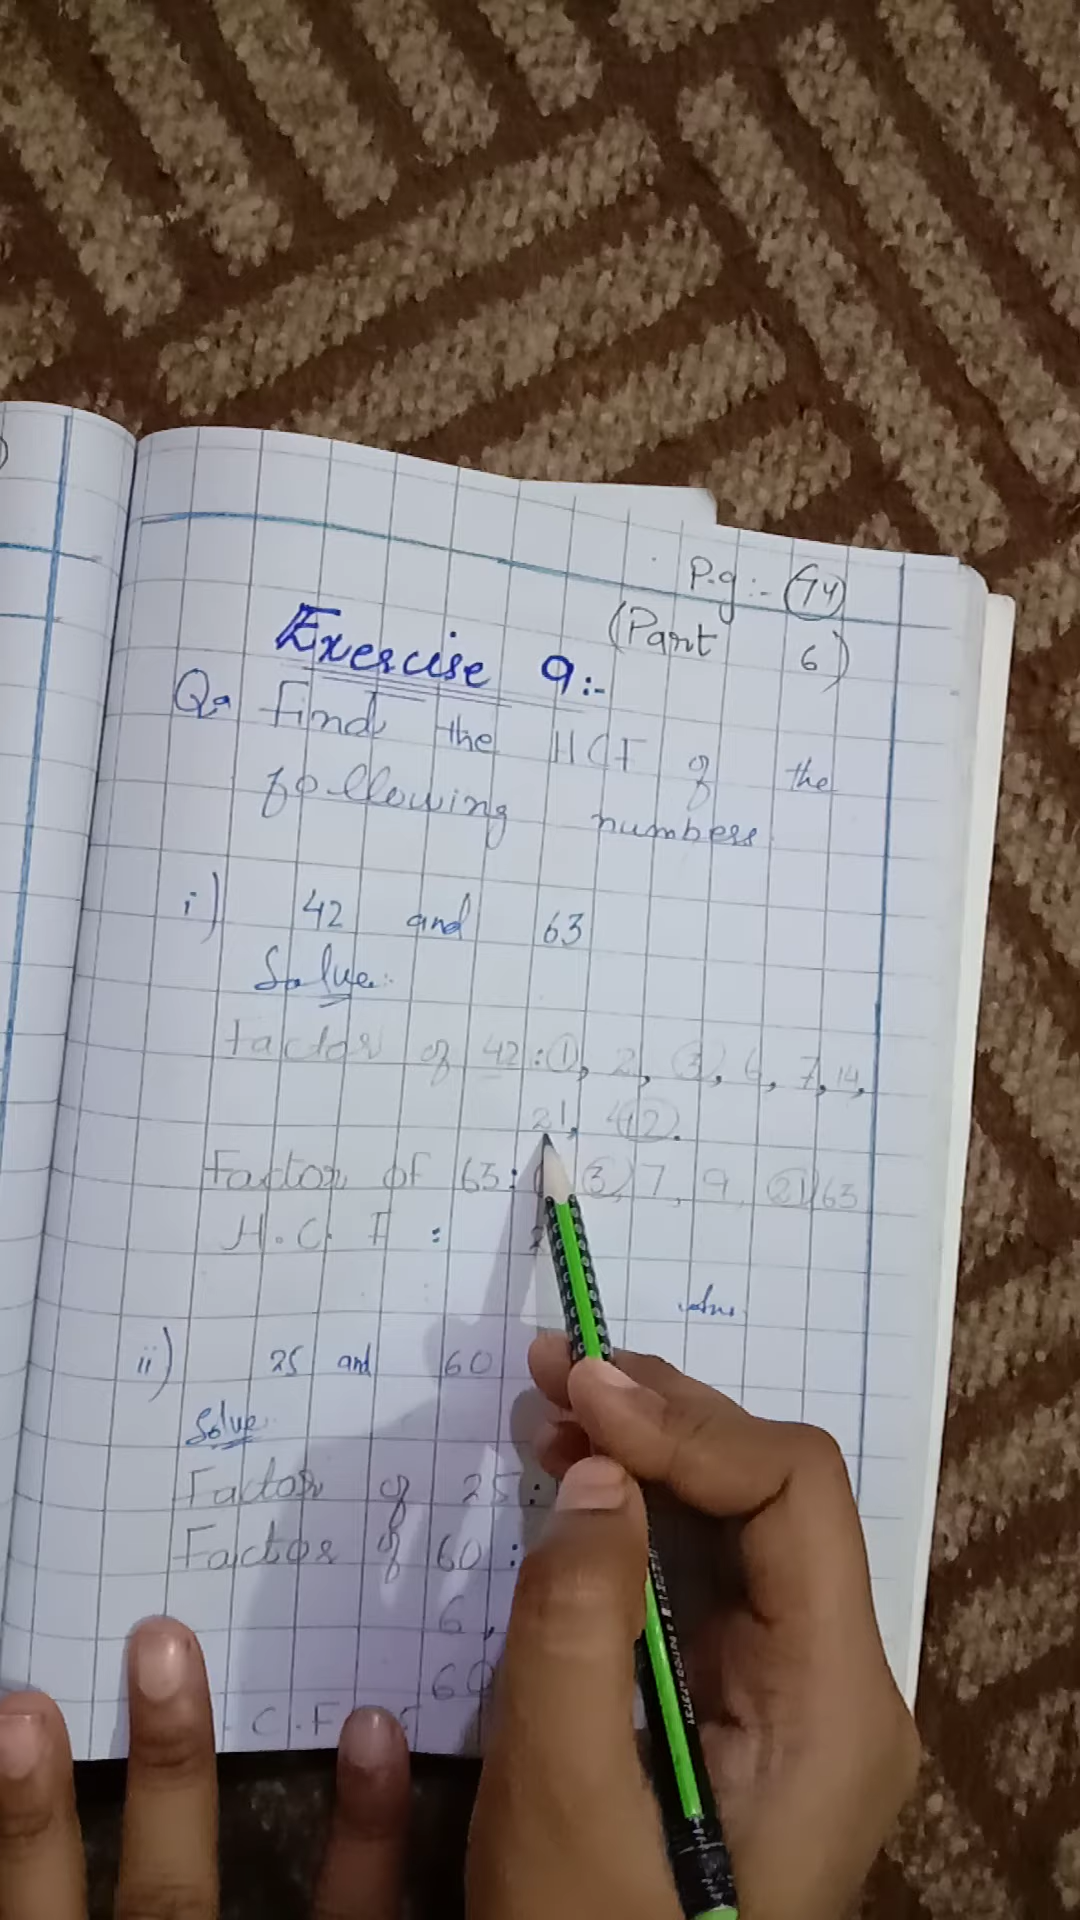 P.g:- (74)
(Part 6)
Exercise 9:-
Q: Find the HCF of the
following numbers
i) 42 and 63
Solve:
Factor of 42: 1, 2, 3, 6, 7, 14,
21, 42.
Factor of 63: 3, 7, 9, 21, 63
H.C.F :
Ans.
ii) 25 and 60
Solve
Factor of 25:
Factor of 60:
6,
60
C.F